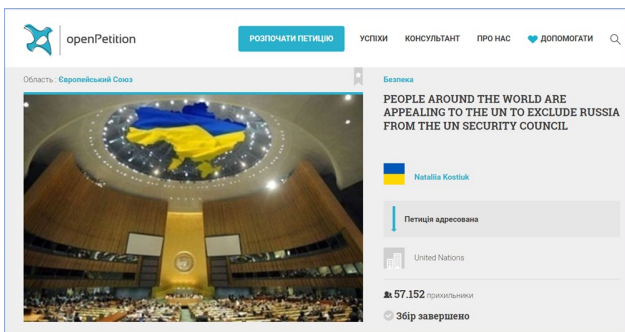 openPetition
РОЗПОЧАТИ ПЕТИЦІЮ
УСПІХИ
КОНСУЛЬТАНТ
ПРО НАС
ДОПОМОГАТИ
Область : Європейський Союз
Безпека
PEOPLE AROUND THE WORLD ARE
APPEALING TO THE UN TO EXCLUDE RUSSIA
FROM THE UN SECURITY COUNCIL
Nataliia Kostiuk
Петиція адресована
United Nations
57.152 прихильники
Збір завершено